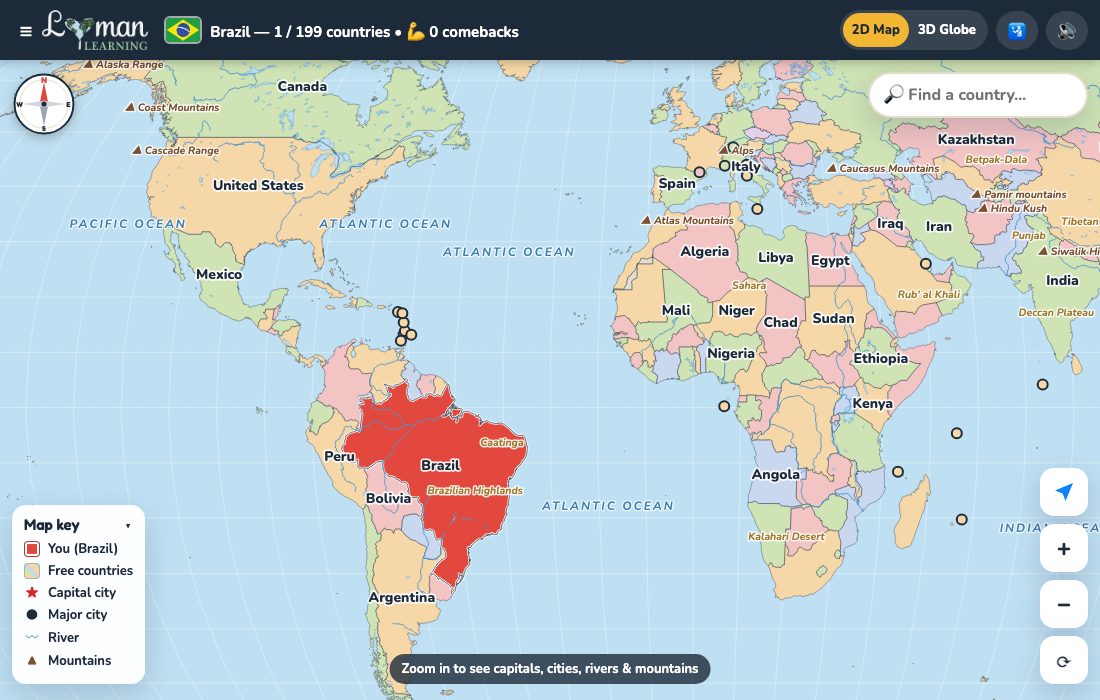 Lyman
LEARNING
Brazil — 1 / 199 countries • 💪 0 comebacks
2D Map
3D Globe
Find a country...
N
W
E
S
Alaska Range
Coast Mountains
Cascade Range
Canada
United States
Mexico
PACIFIC OCEAN
ATLANTIC OCEAN
ATLANTIC OCEAN
Alps
Italy
Spain
Caucasus Mountains
Kazakhstan
Betpak-Dala
Pamir mountains
Hindu Kush
Tibetan
Punjab
Siwalik Hi
Atlas Mountains
Algeria
Libya
Egypt
Iraq
Iran
India
Sahara
Rub' al Khali
Deccan Plateau
Mali
Niger
Chad
Sudan
Nigeria
Ethiopia
Kenya
Angola
Kalahari Desert
Peru
Brazil
Caatinga
Brazilian Highlands
Bolivia
Argentina
ATLANTIC OCEAN
INDIAN OCEA
Map key
You (Brazil)
Free countries
Capital city
Major city
River
Mountains
+
−
Zoom in to see capitals, cities, rivers & mountains